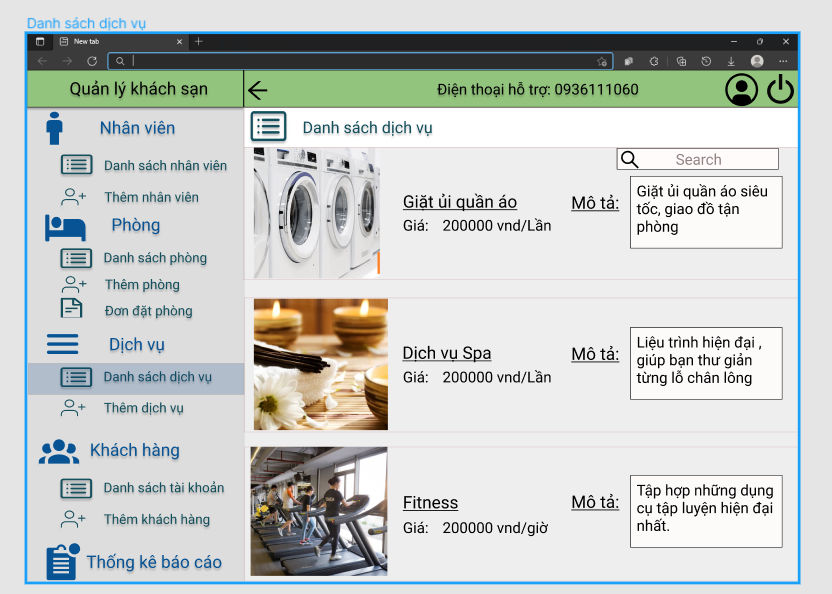 Danh sách dịch vụ
New tab
Quản lý khách sạn
Điện thoại hỗ trợ: 0936111060
Nhân viên
Danh sách nhân viên
Thêm nhân viên
Phòng
Danh sách phòng
Thêm phòng
Đơn đặt phòng
Dịch vụ
Danh sách dịch vụ
Thêm dịch vụ
Khách hàng
Danh sách tài khoản
Thêm khách hàng
Thống kê báo cáo
Danh sách dịch vụ
Search
Giặt ủi quần áo
Giá: 200000 vnd/Lần
Mô tả:
Giặt ủi quần áo siêu
tốc, giao đồ tận
phòng
Dịch vụ Spa
Giá: 200000 vnd/Lần
Mô tả:
Liệu trình hiện đại ,
giúp bạn thư giản
từng lỗ chân lông
Fitness
Giá: 200000 vnd/giờ
Mô tả:
Tập hợp những dụng
cụ tập luyện hiện đại
nhất.